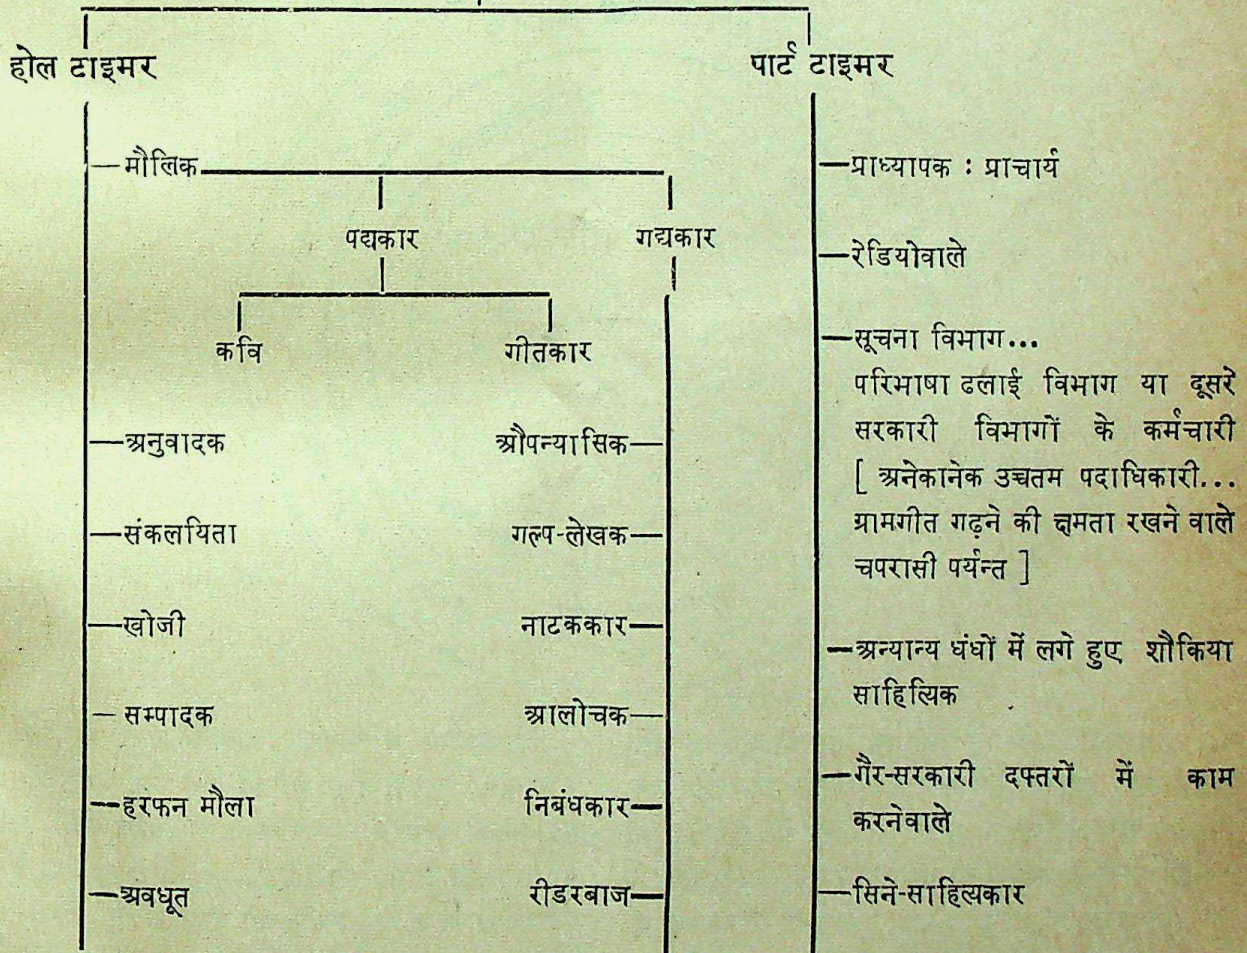 होल टाइमर
पार्ट टाइमर
—मौलिक
पद्यकार
गद्यकार
कवि
गीतकार
—अनुवादक
—संकलयिता
—खोजी
—सम्पादक
—हरफन मौला
—अवधूत
औपन्यासिक—
गल्प-लेखक—
नाटककार—
आलोचक—
निबंधकार—
रीडरबाज—
—प्राध्यापक : प्राचार्य
—रेडियोवाले
—सूचना विभाग...
परिभाषा ढलाई विभाग या दूसरे
सरकारी विभागों के कर्मचारी
[ अनेकानेक उच्चतम पदाधिकारी...
ग्रामगीत गढ़ने की क्षमता रखने वाले
चपरासी पर्यन्त ]
—अन्यान्य धंधों में लगे हुए शौकिया
साहित्यिक
—गैर-सरकारी दफ्तरों में काम
करनेवाले
—सिने-साहित्यकार